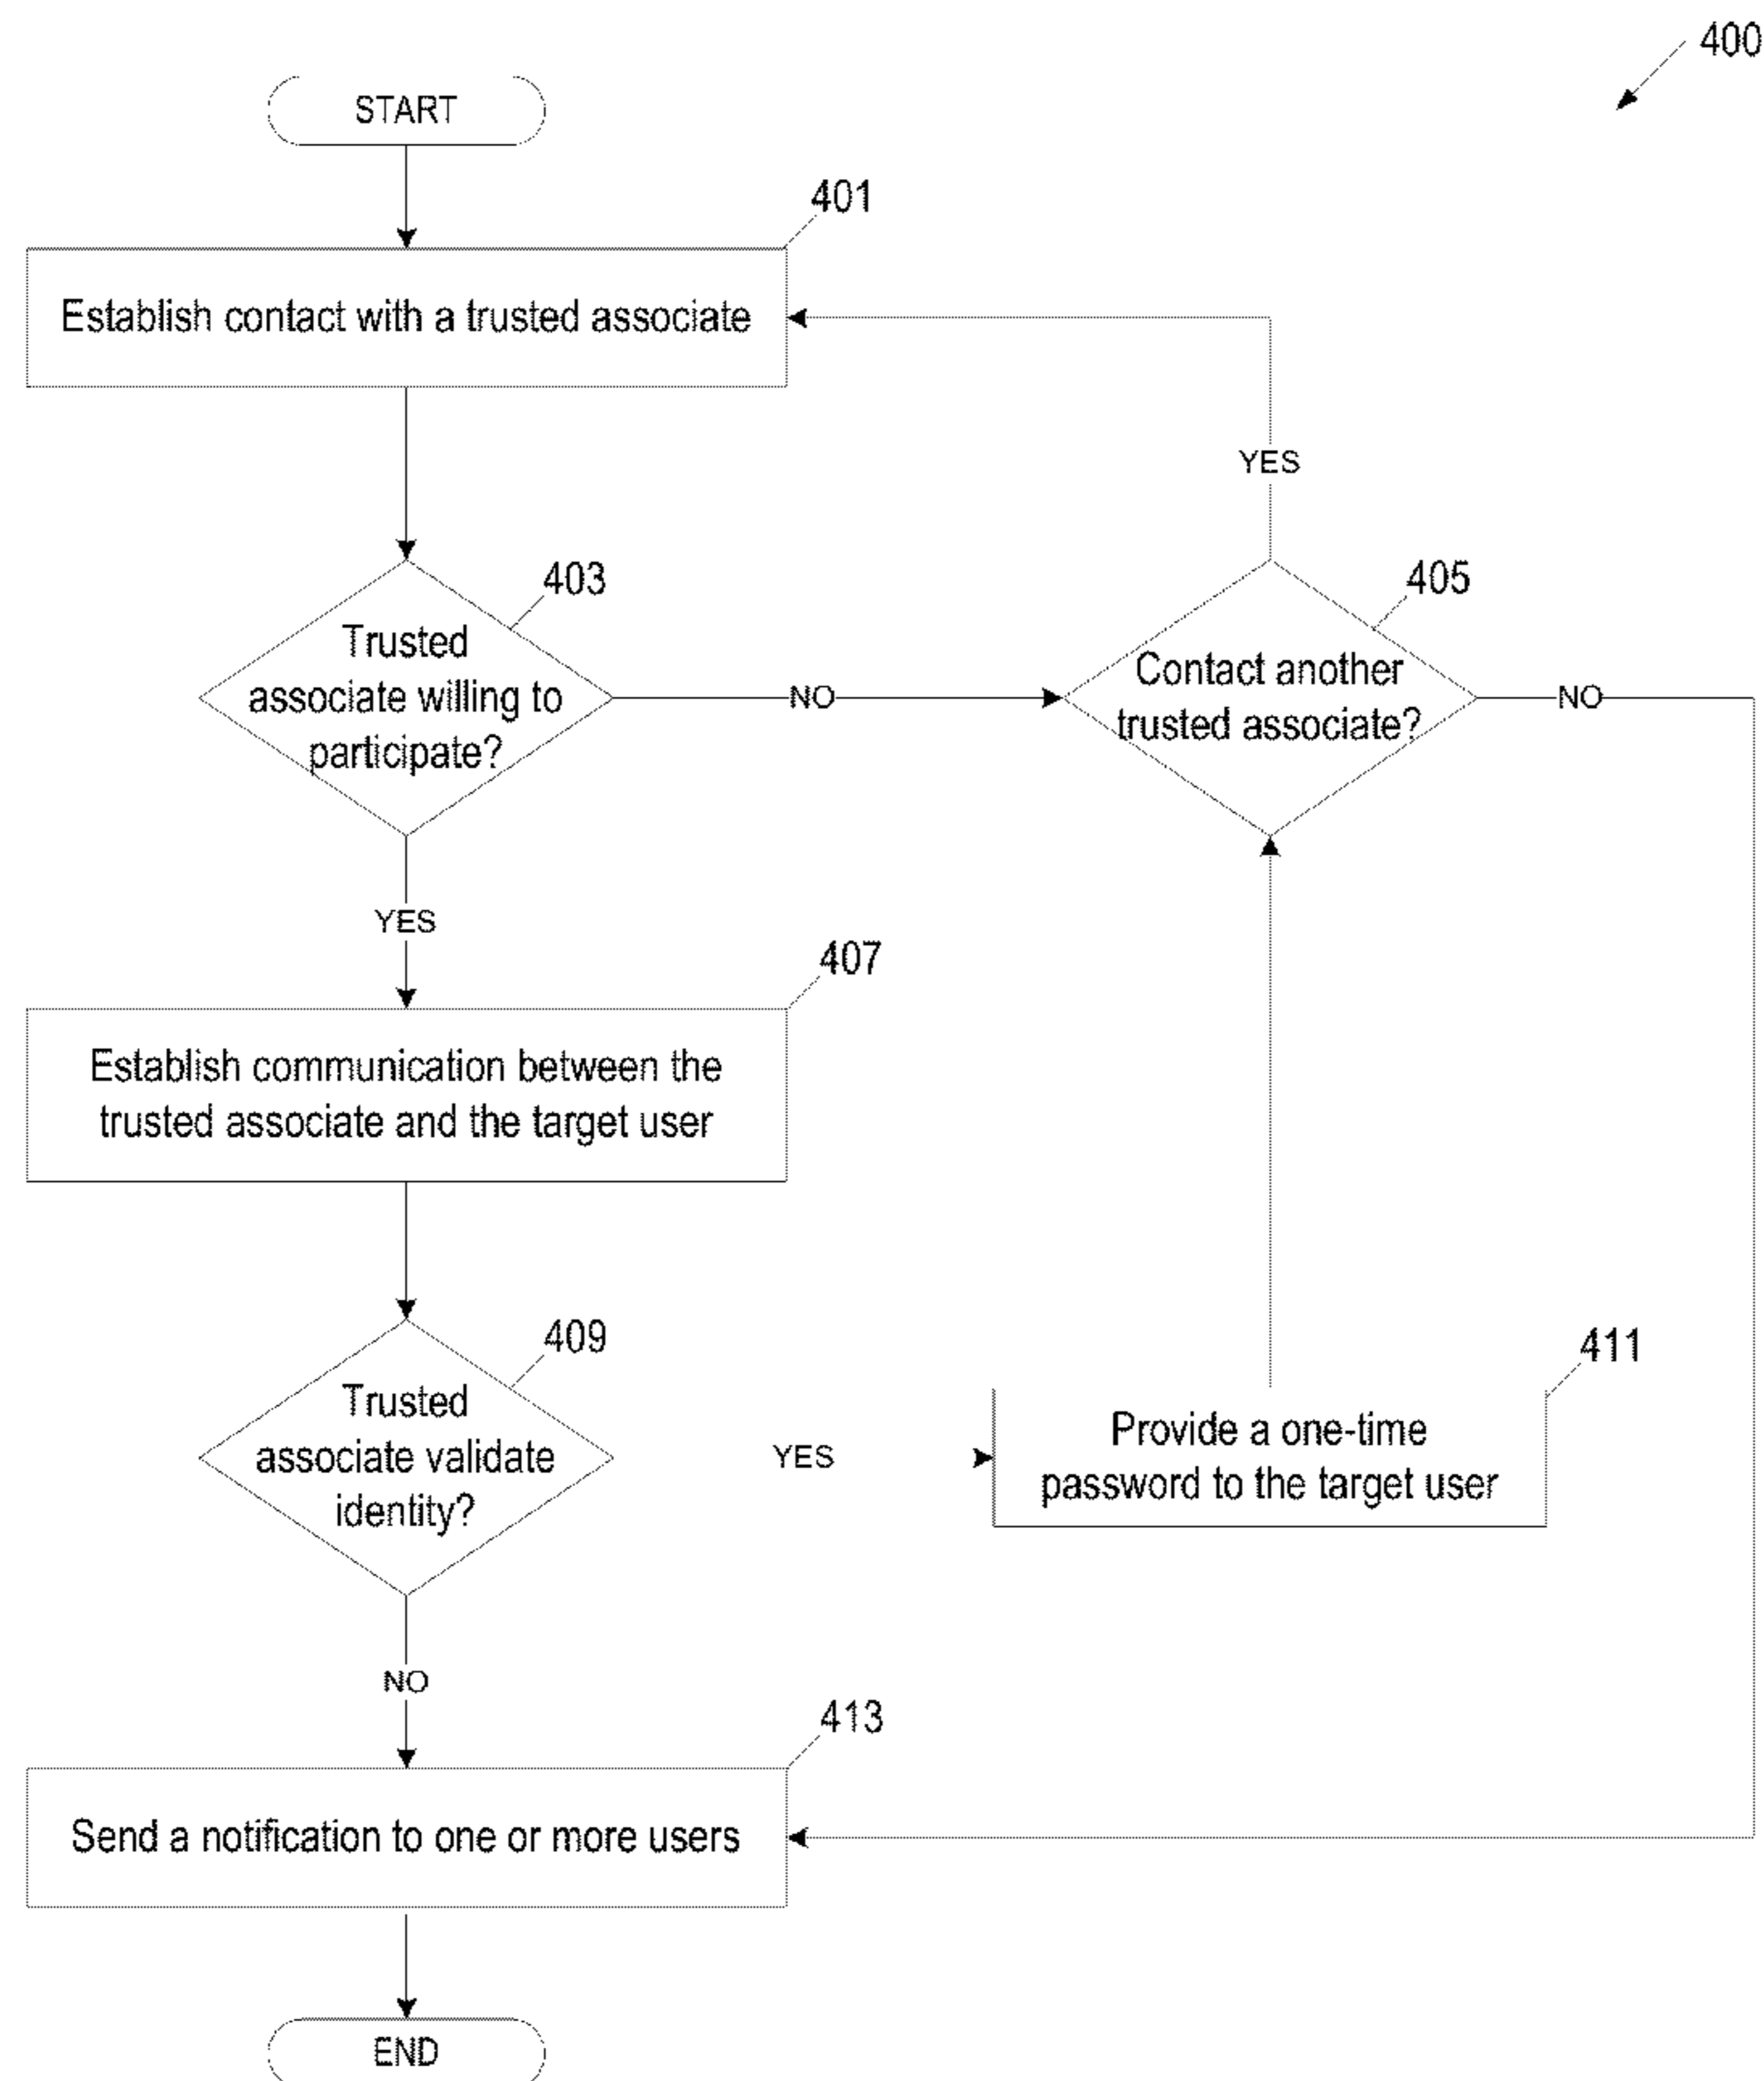 400
START
401
Establish contact with a trusted associate
YES
403
Trusted
associate willing to
participate?
NO
405
Contact another
trusted associate?
NO
YES
407
Establish communication between the
trusted associate and the target user
409
Trusted
associate validate
identity?
YES
411
Provide a one-time
password to the target user
NO
413
Send a notification to one or more users
END